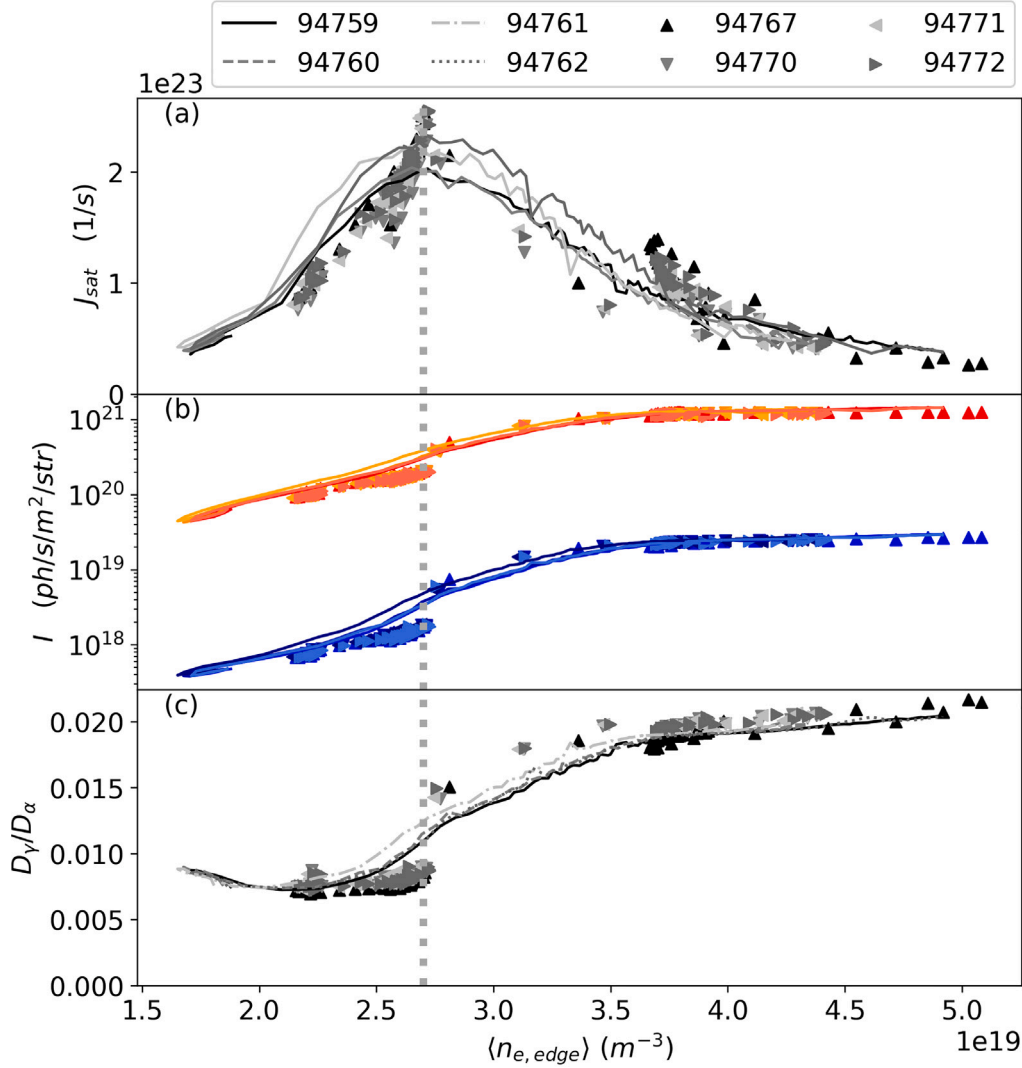 94759 94761 94767 94771
94760 94762 94770 94772
1e23
(a)
2
1
0
J_sat (1/s)
(b)
10^21
10^20
10^19
10^18
I (ph/s/m^2/str)
(c)
0.020
0.015
0.010
0.005
0.000
D_γ/D_α
1.5 2.0 2.5 3.0 3.5 4.0 4.5 5.0
1e19
⟨n_e, edge⟩ (m^−3)